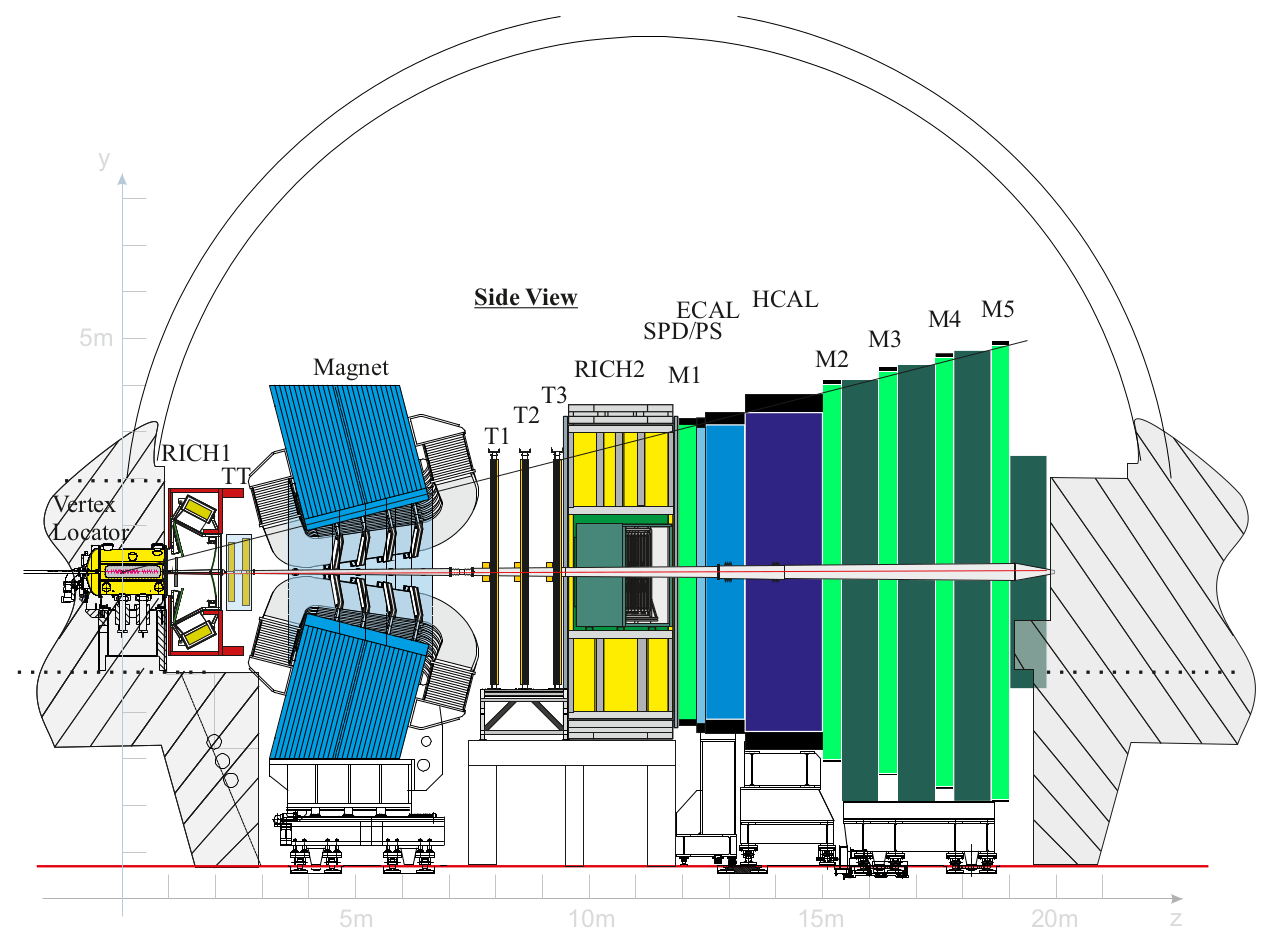 y
5m
Side View
ECAL
HCAL
SPD/PS
M1
M2
M3
M4
M5
Magnet
RICH2
T3
T2
T1
RICH1
TT
Vertex
Locator
5m
10m
15m
20m
z